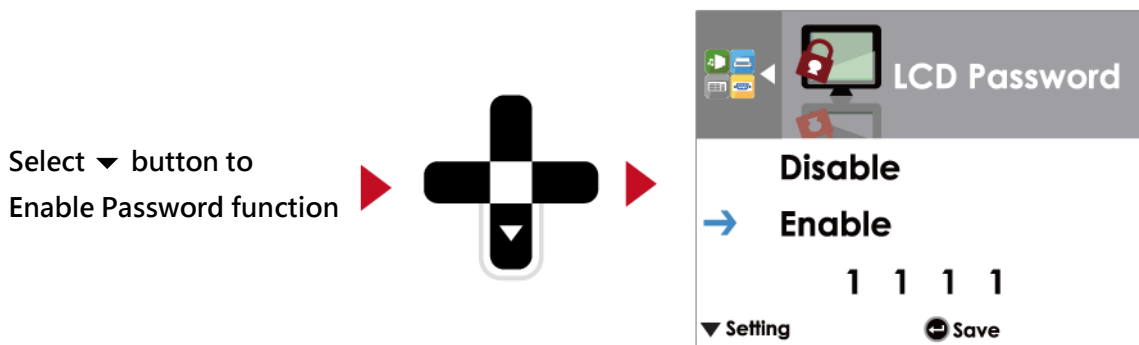 Select ▼ button to
Enable Password function
LCD Password
Disable
Enable
1 1 1 1
▼ Setting
Save